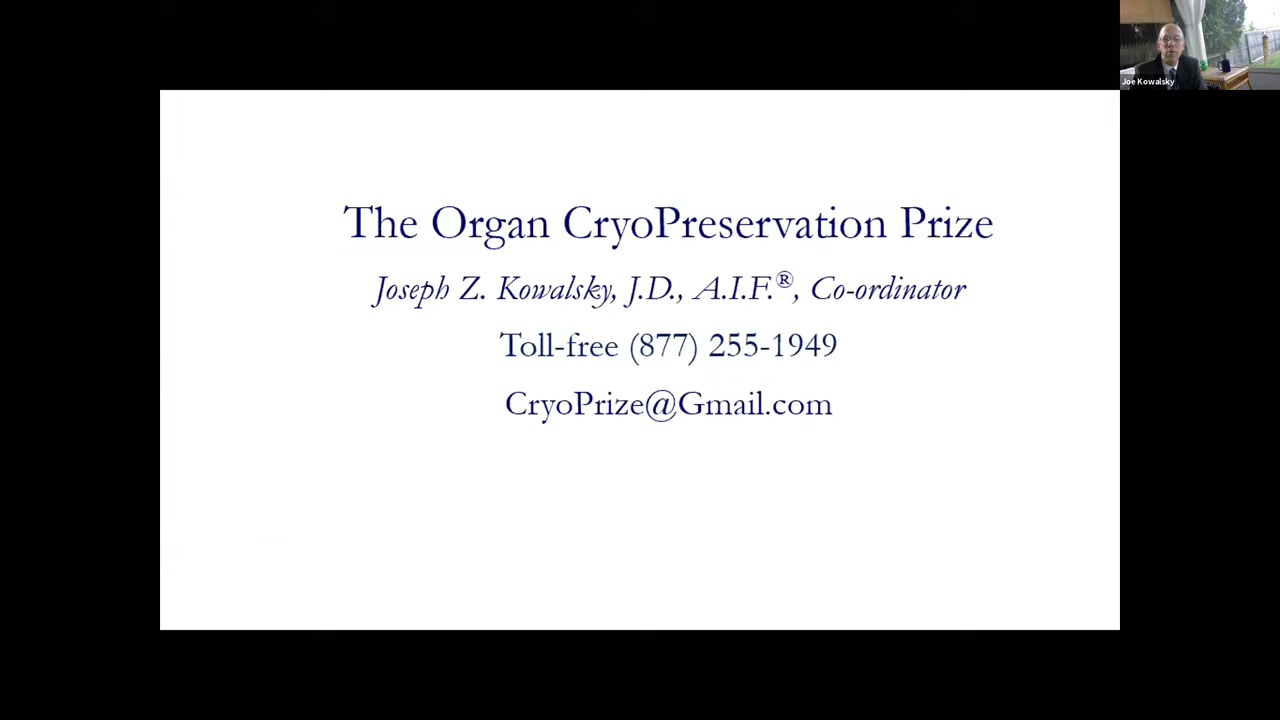 Joe Kowalsky
The Organ CryoPreservation Prize
Joseph Z. Kowalsky, J.D., A.I.F.®, Co-ordinator
Toll-free (877) 255-1949
CryoPrize@Gmail.com